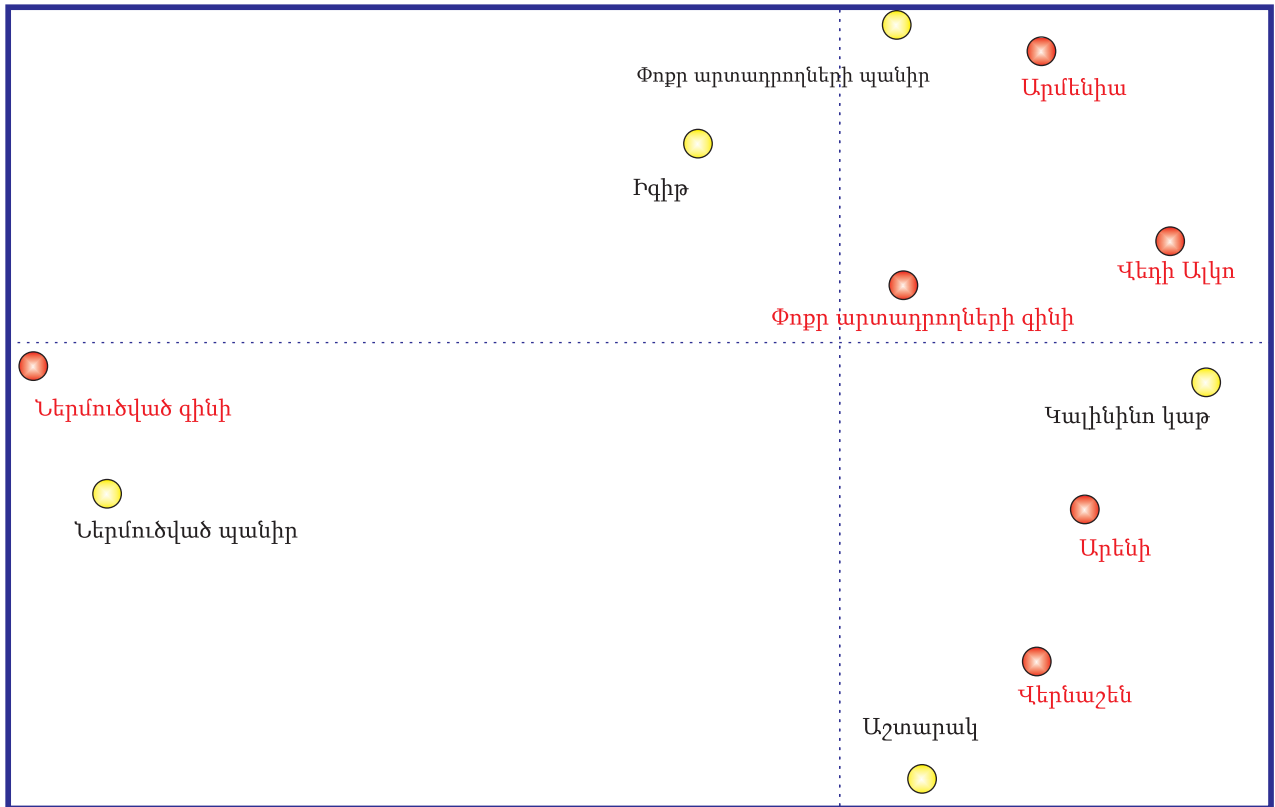 Փոքր արտադրողների պանիր
Արմենիա
Իգիթ
Վեդի Ալկո
Փոքր արտադրողների գինի
Ներմուծված գինի
Կալինինո կաթ
Ներմուծված պանիր
Արենի
Վերնաշեն
Աշտարակ